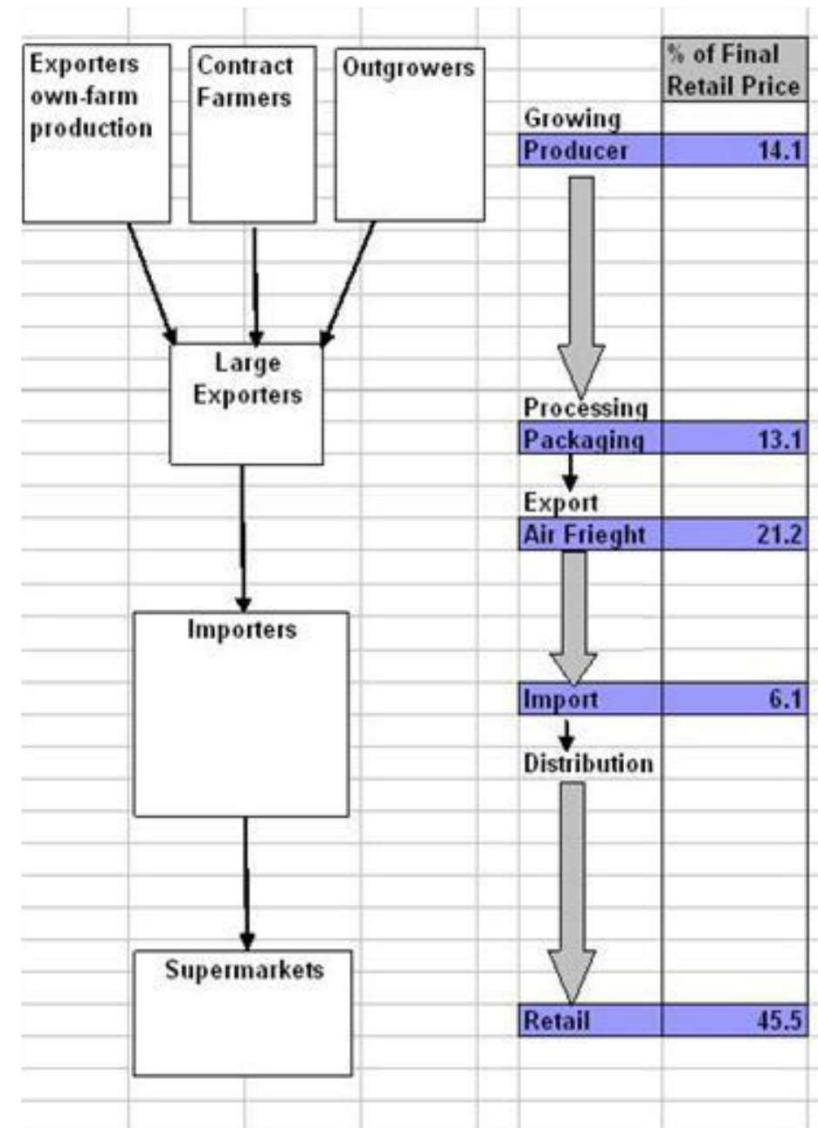 Exporters
own-farm
production
Contract
Farmers
Outgrowers
Large
Exporters
Importers
Supermarkets
% of Final
Retail Price
Growing
Producer 14.1
Processing
Packaging 13.1
Export
Air Frieght 21.2
Import 6.1
Distribution
Retail 45.5